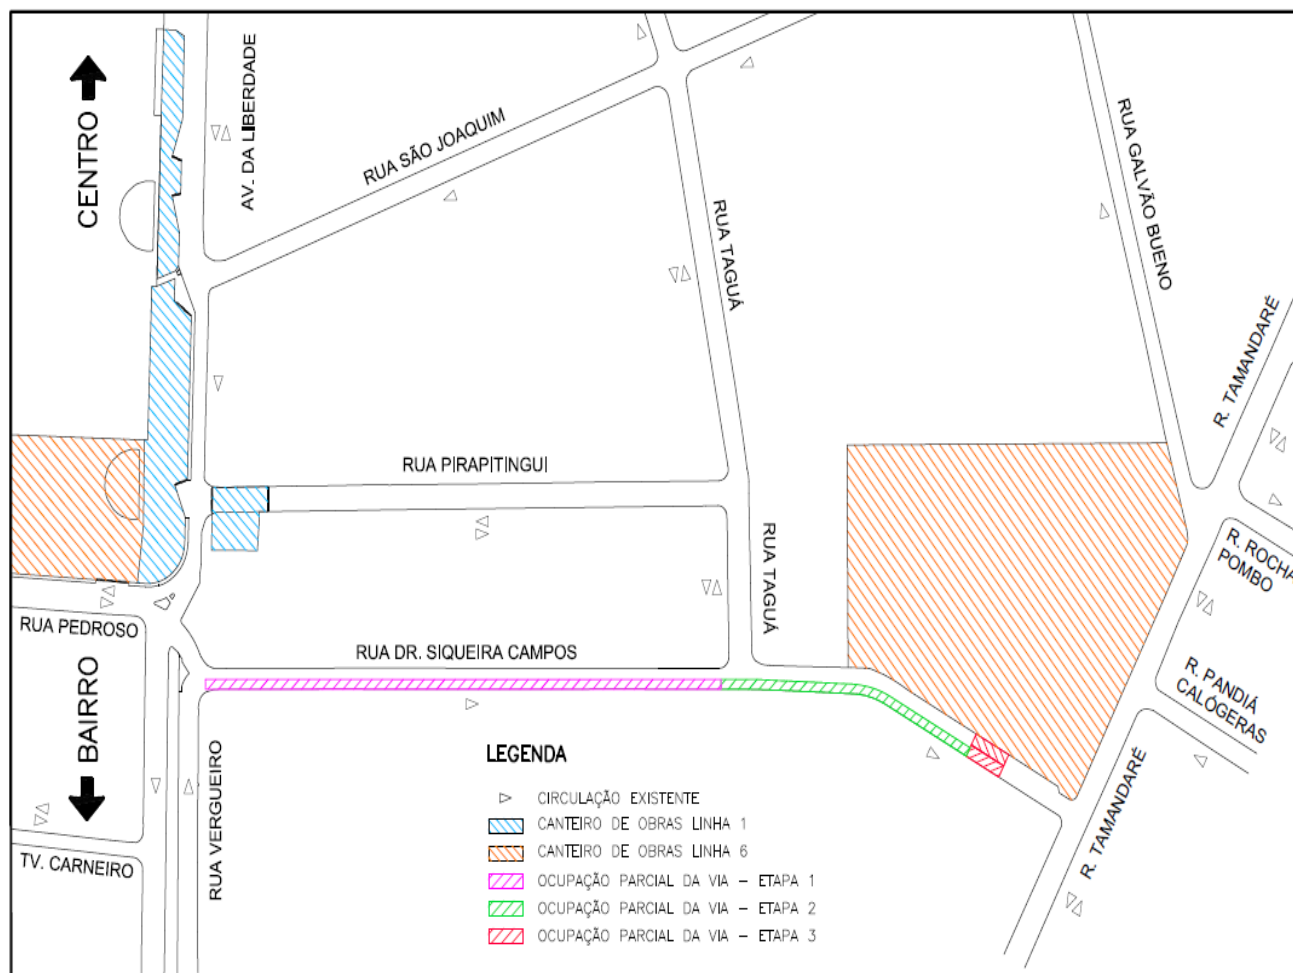 CENTRO
AV. DA LIBERDADE
RUA SÃO JOAQUIM
RUA TAGUÁ
RUA GALVÃO BUENO
R. TAMANDARÉ
RUA PIRAPITINGUI
RUA TAGUÁ
R. ROCHA
POMBO
RUA PEDROSO
RUA DR. SIQUEIRA CAMPOS
R. PANDIÁ
CALÓGERAS
BAIRRO
RUA VERGUEIRO
R. TAMANDARÉ
TV. CARNEIRO
LEGENDA
CIRCULAÇÃO EXISTENTE
CANTEIRO DE OBRAS LINHA 1
CANTEIRO DE OBRAS LINHA 6
OCUPAÇÃO PARCIAL DA VIA – ETAPA 1
OCUPAÇÃO PARCIAL DA VIA – ETAPA 2
OCUPAÇÃO PARCIAL DA VIA – ETAPA 3